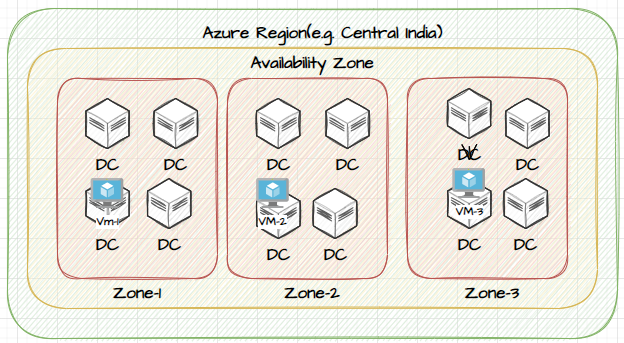 Azure Region(e.g. Central India)
Availability Zone
DC DC
Vm-1
DC DC
Zone-1
DC DC
VM-2
DC DC
Zone-2
DC DC
VM-3
DC DC
Zone-3